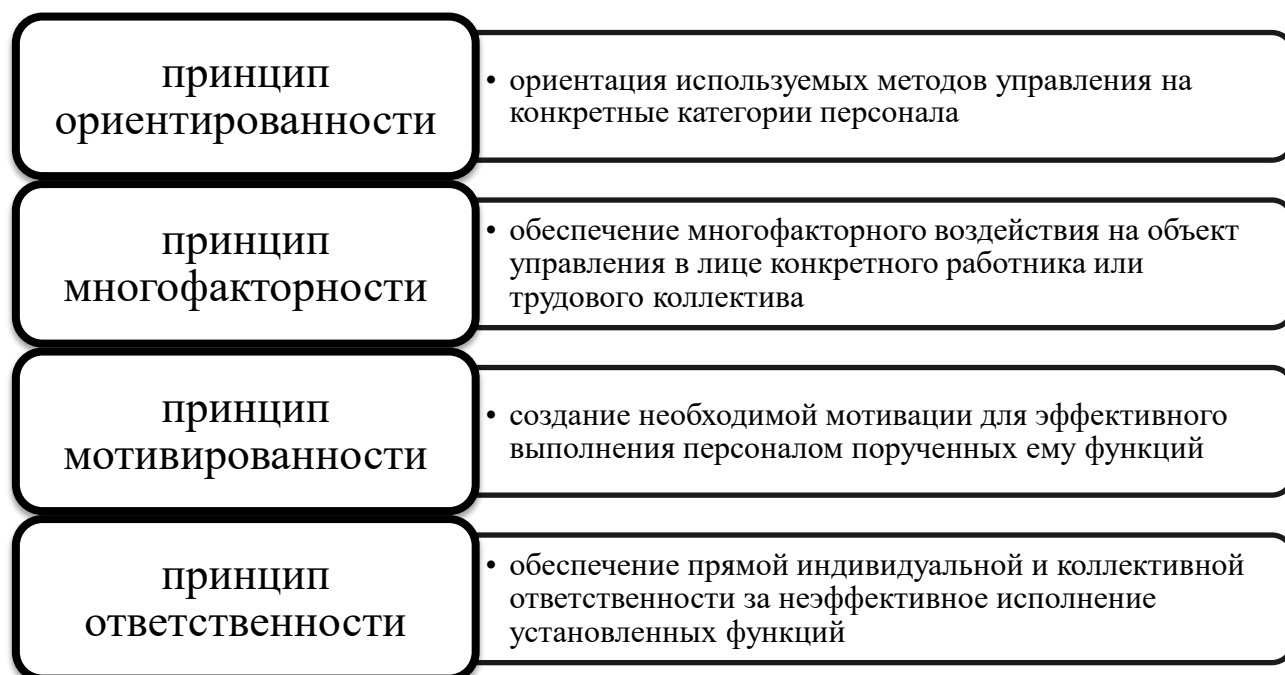 принцип
ориентированности
• ориентация используемых методов управления на
конкретные категории персонала
принцип
многофакторности
• обеспечение многофакторного воздействия на объект
управления в лице конкретного работника или
трудового коллектива
принцип
мотивированности
• создание необходимой мотивации для эффективного
выполнения персоналом порученных ему функций
принцип
ответственности
• обеспечение прямой индивидуальной и коллективной
ответственности за неэффективное исполнение
установленных функций